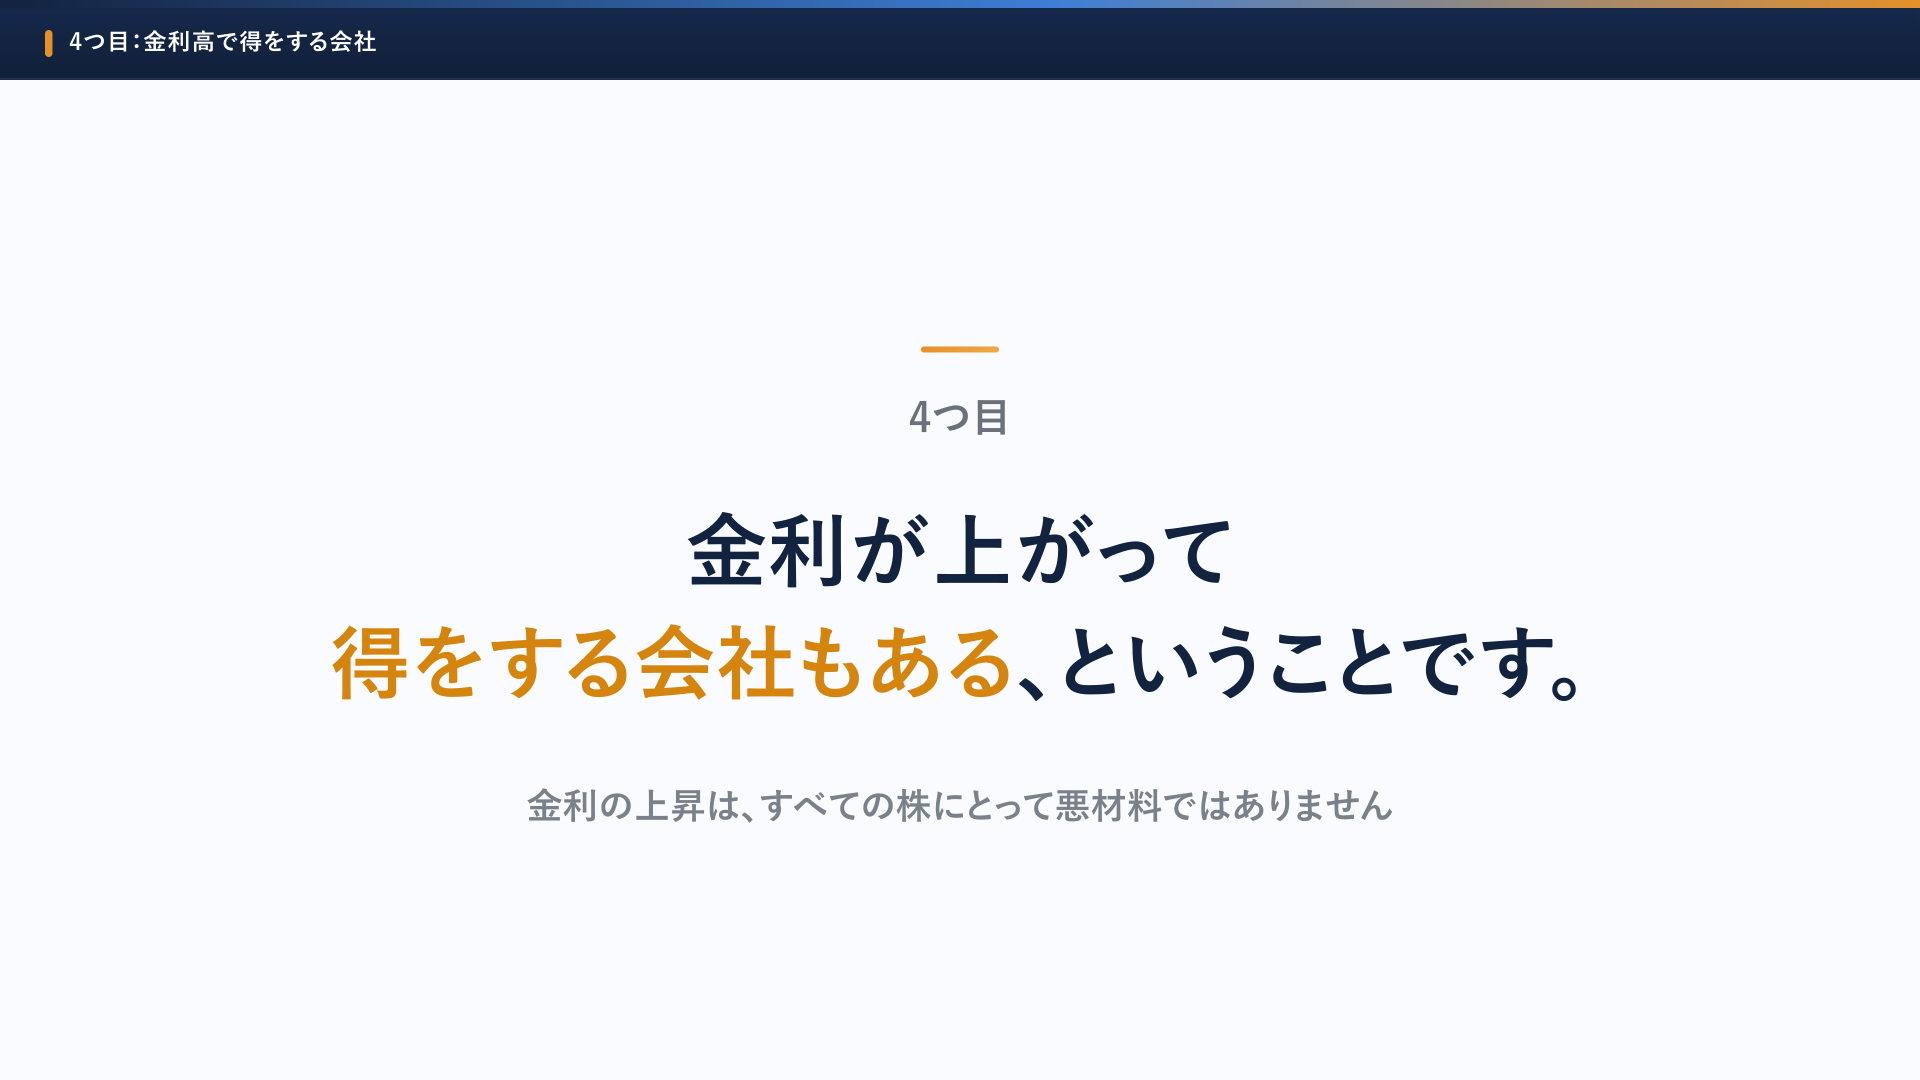 4つ目：金利高で得をする会社
4つ目
金利が上がって
得をする会社もある、ということです。
金利の上昇は、すべての株にとって悪材料ではありません